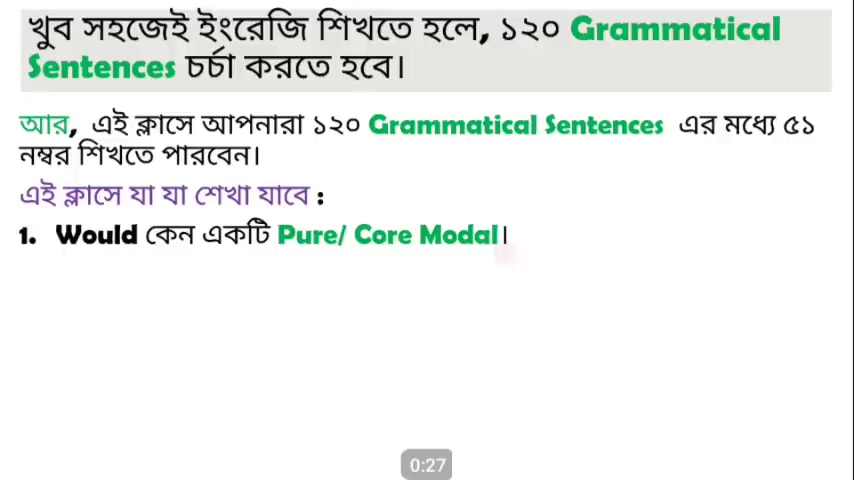 খুব সহজেই ইংরেজি শিখতে হলে, ১২০ Grammatical
Sentences চর্চা করতে হবে।
আর, এই ক্লাসে আপনারা ১২০ Grammatical Sentences এর মধ্যে ৫১
নম্বর শিখতে পারবেন।
এই ক্লাসে যা যা শেখা যাবে :
1. Would কেন একটি Pure/ Core Modal।
0:27